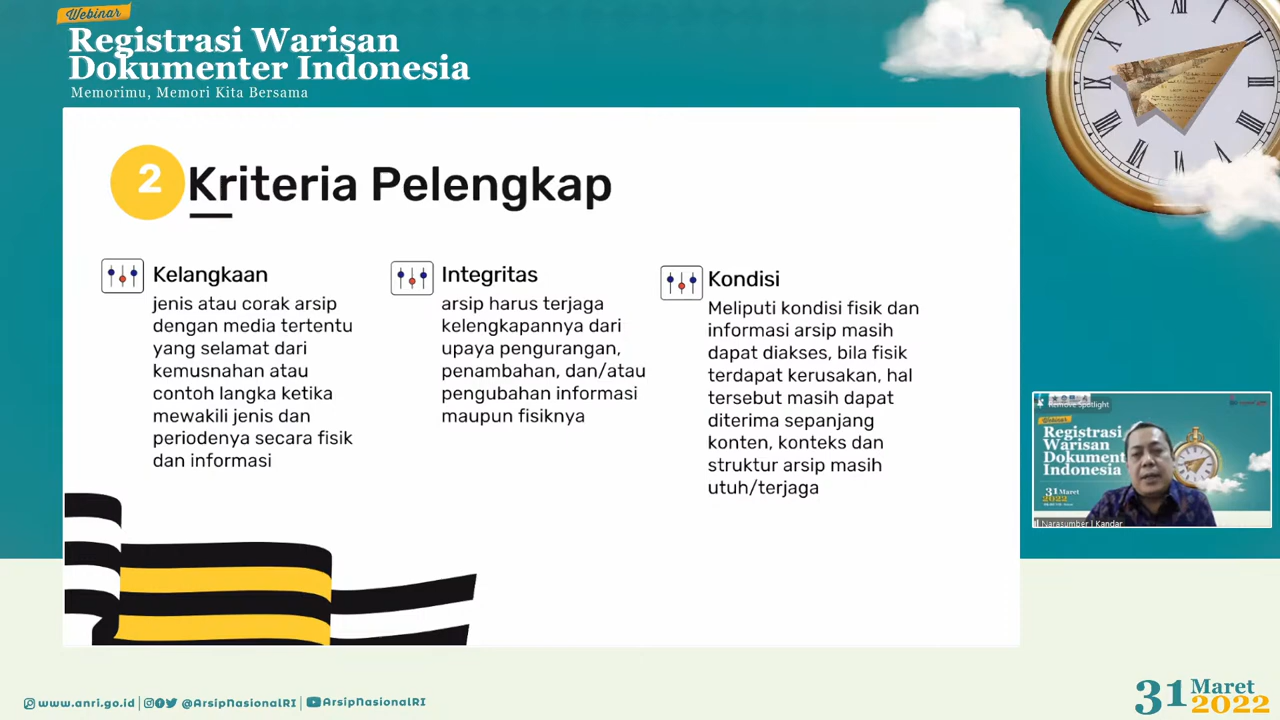 Webinar
Registrasi Warisan
Dokumenter Indonesia
Memorimu, Memori Kita Bersama
2
Kriteria Pelengkap
Kelangkaan
jenis atau corak arsip
dengan media tertentu
yang selamat dari
kemusnahan atau
contoh langka ketika
mewakili jenis dan
periodenya secara fisik
dan informasi
Integritas
arsip harus terjaga
kelengkapannya dari
upaya pengurangan,
penambahan, dan/atau
pengubahan informasi
maupun fisiknya
Kondisi
Meliputi kondisi fisik dan
informasi arsip masih
dapat diakses, bila fisik
terdapat kerusakan, hal
tersebut masih dapat
diterima sepanjang
konten, konteks dan
struktur arsip masih
utuh/terjaga
Remove Spotlight
Webinar
Registrasi
Warisan
Dokument
Indonesia
31 Maret
2022
Narasumber | Kandar
www.anri.go.id | @ArsipNasionalRI | ArsipNasionalRI
31 Maret
2022